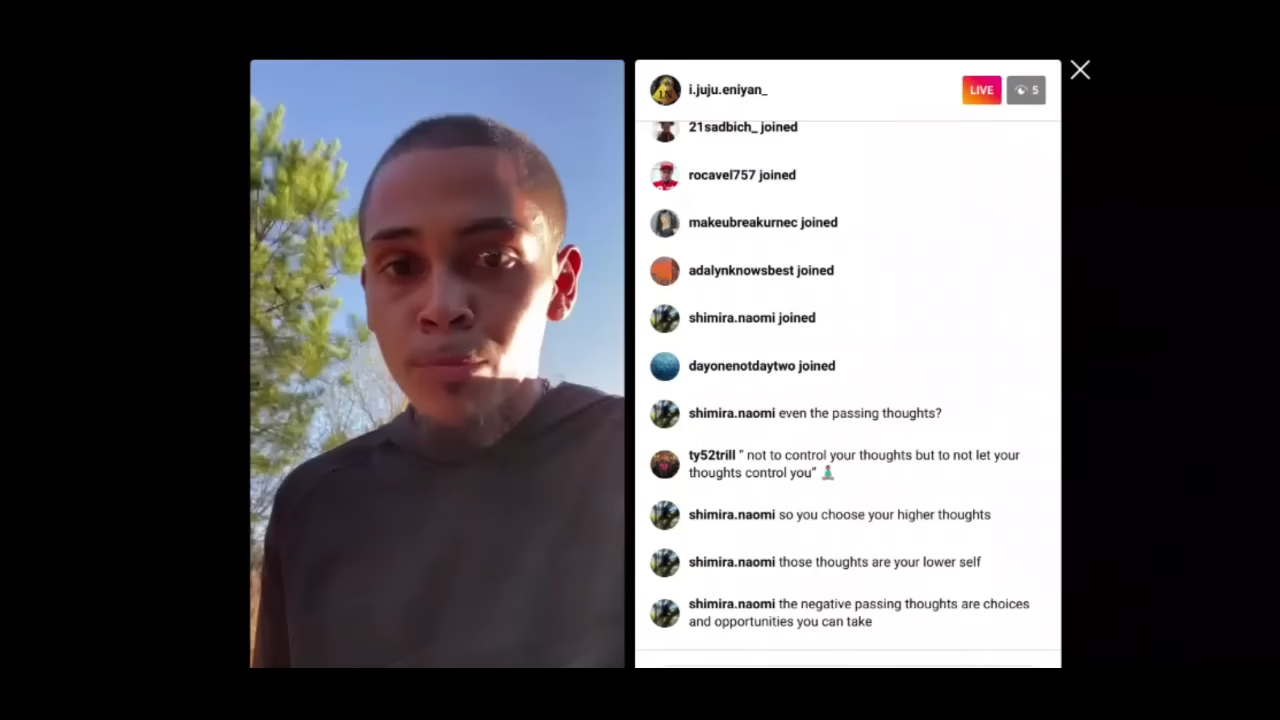 i.juju.eniyan_
LIVE
5
21sadbich_ joined
rocavel757 joined
makeubreakurnec joined
adalynknowsbest joined
shimira.naomi joined
dayonenotdaytwo joined
shimira.naomi even the passing thoughts?
ty52trill “ not to control your thoughts but to not let your
thoughts control you” 🧘
shimira.naomi so you choose your higher thoughts
shimira.naomi those thoughts are your lower self
shimira.naomi the negative passing thoughts are choices
and opportunities you can take